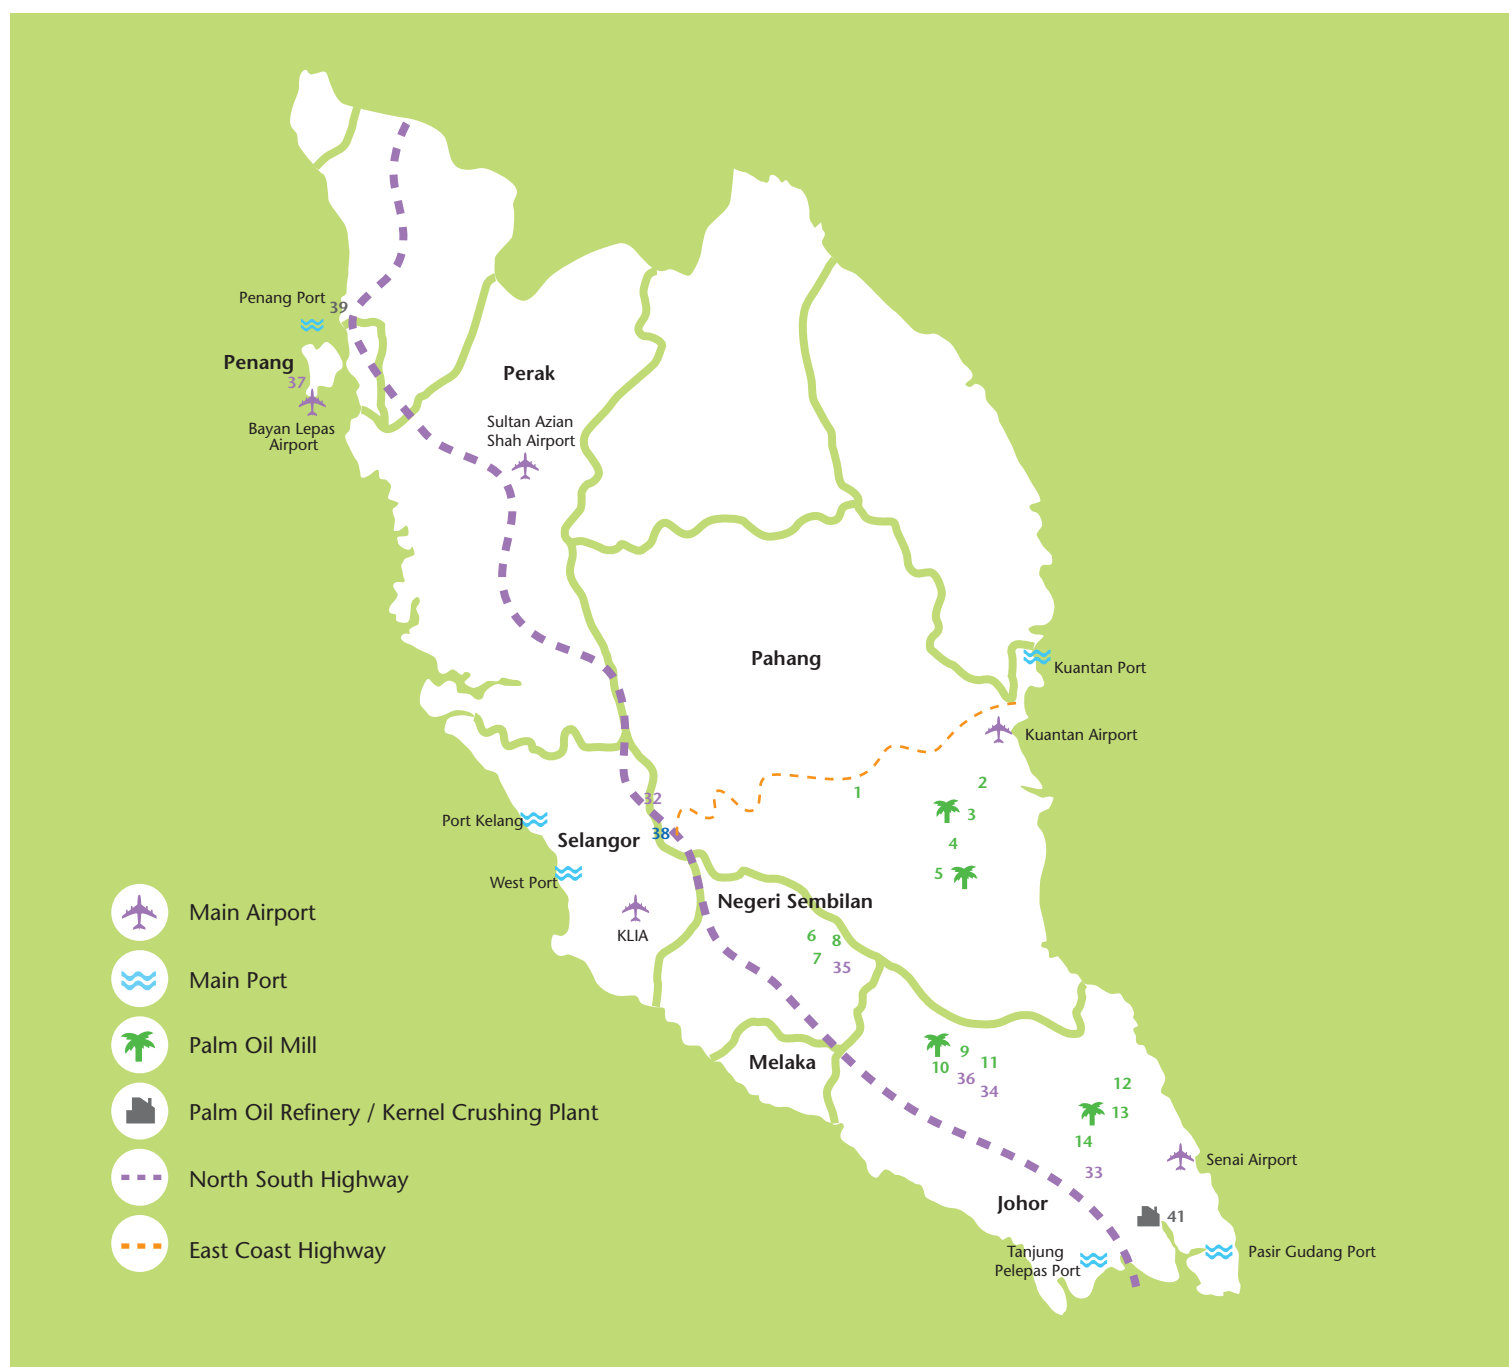 Penang Port
39
Penang
37
Bayan Lepas
Airport
Perak
Sultan Azian
Shah Airport
Pahang
Kuantan Port
Kuantan Airport
1
2
3
4
5
32
38
Port Kelang
Selangor
West Port
KLIA
Negeri Sembilan
6
8
7
35
Melaka
9
10
11
36
34
12
13
14
33
Senai Airport
Johor
41
Tanjung
Pelepas Port
Pasir Gudang Port
Main Airport
Main Port
Palm Oil Mill
Palm Oil Refinery / Kernel Crushing Plant
North South Highway
East Coast Highway